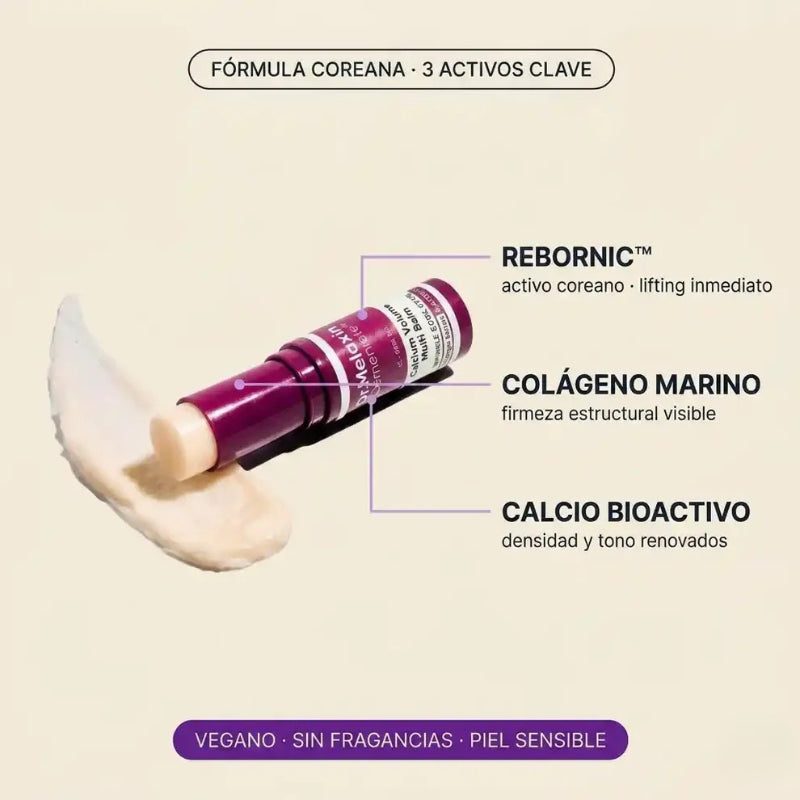 FÓRMULA COREANA · 3 ACTIVOS CLAVE
REBORNIC™
activo coreano · lifting inmediato
COLÁGENO MARINO
firmeza estructural visible
CALCIO BIOACTIVO
densidad y tono renovados
Dr.Meloxin
Calcium Volume
Multi Balm
VEGANO · SIN FRAGANCIAS · PIEL SENSIBLE